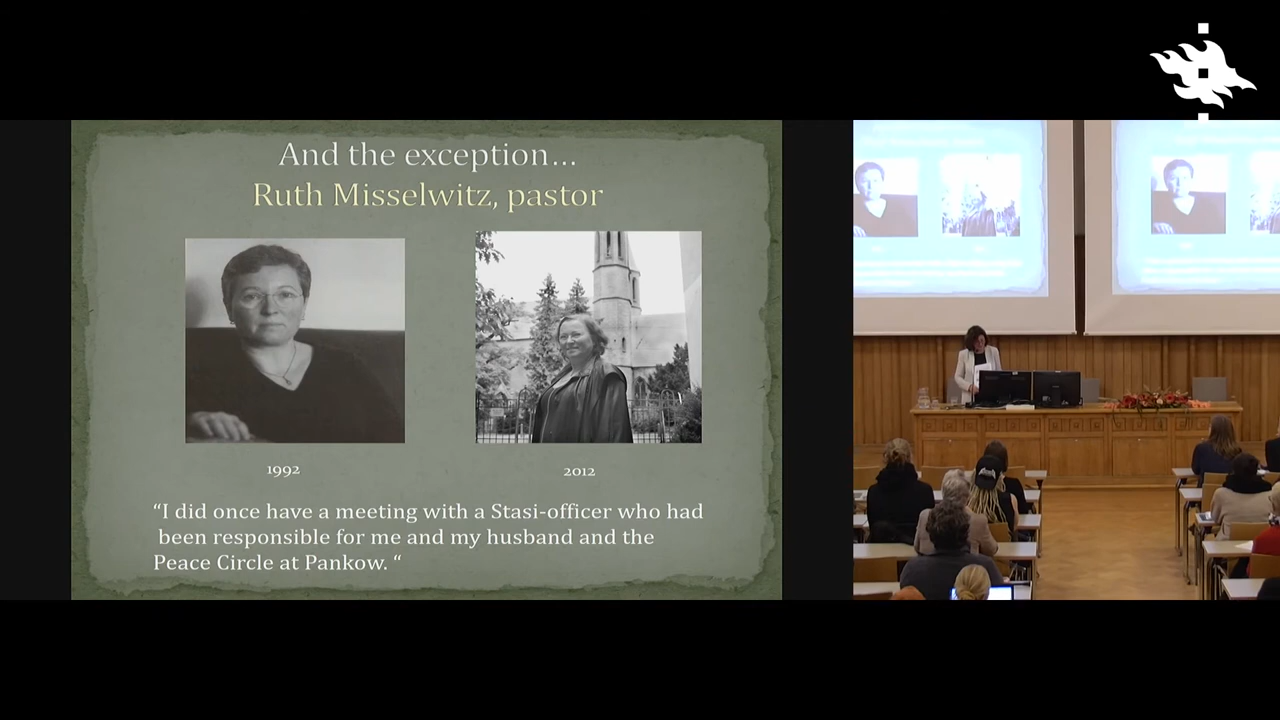 And the exception...
Ruth Misselwitz, pastor
1992
2012
“I did once have a meeting with a Stasi-officer who had
been responsible for me and my husband and the
Peace Circle at Pankow. “